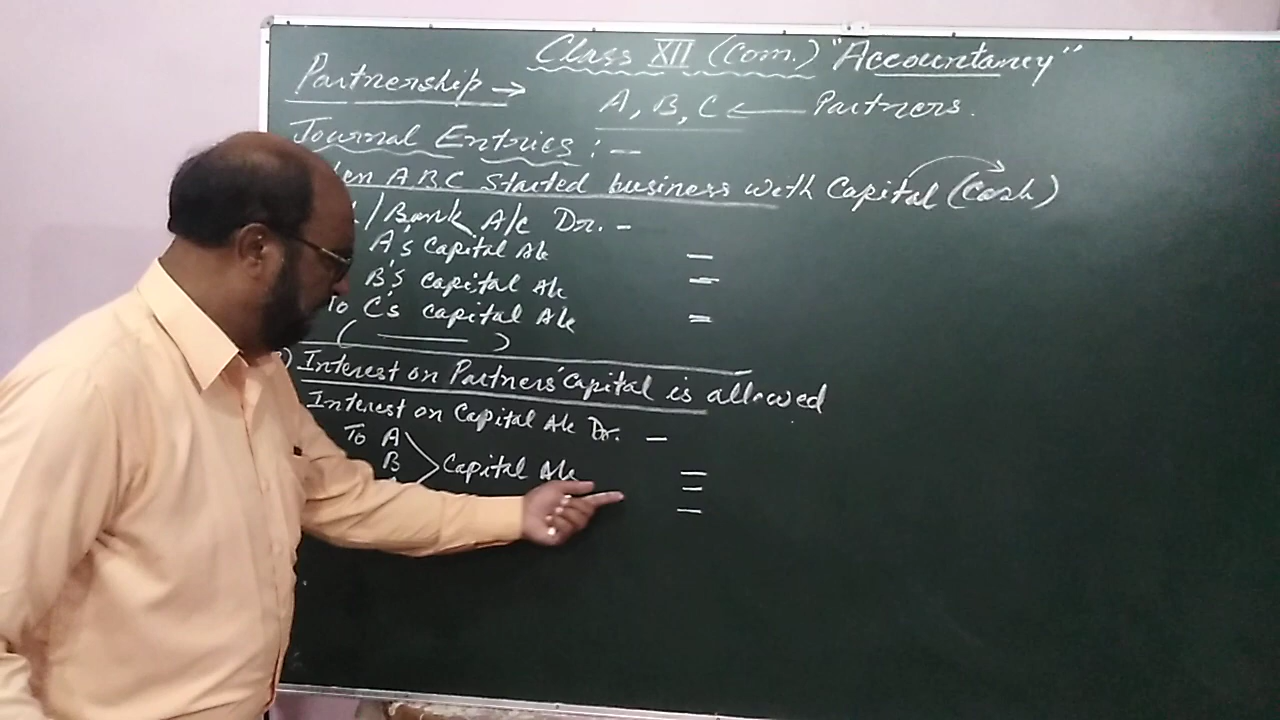 Class XII (Com.) "Accountancy"
Partnership →
A, B, C ← Partners.
Journal Entries : —
ABC Started business with Capital (Cash)
/Bank A/c Dr. -
A's Capital A/c —
B's Capital A/c =
To C's Capital A/c =
( —— )
) Interest on Partners' Capital is allowed
Interest on Capital A/c Dr. —
To A
B Capital A/c =
—